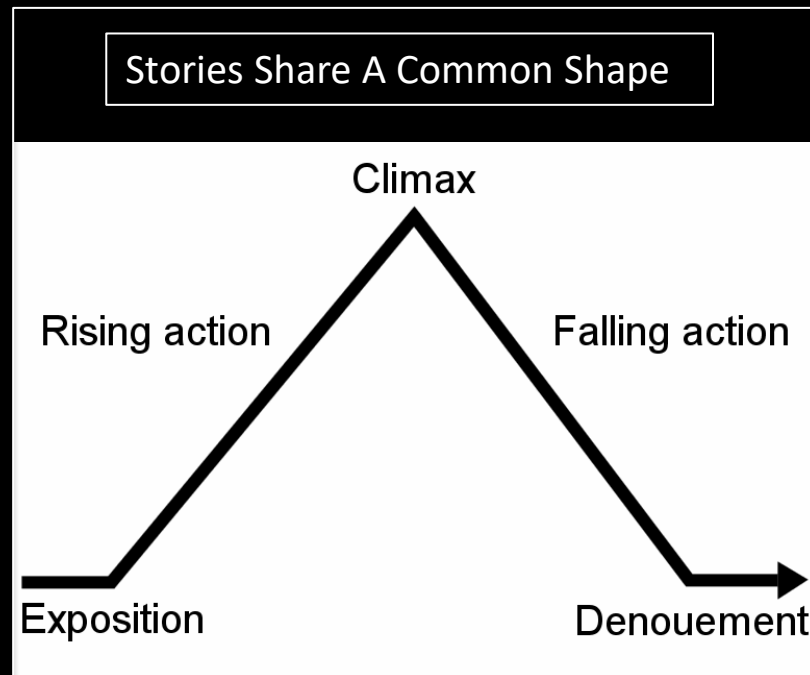 Stories Share A Common Shape
Climax
Rising action
Falling action
Exposition
Denouement